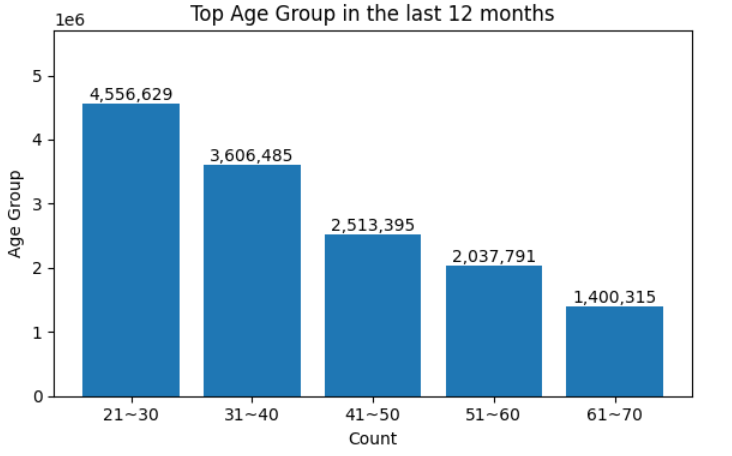 Top Age Group in the last 12 months
1e6
5
4
3
2
1
0
Age Group
4,556,629
3,606,485
2,513,395
2,037,791
1,400,315
21~30 31~40 41~50 51~60 61~70
Count